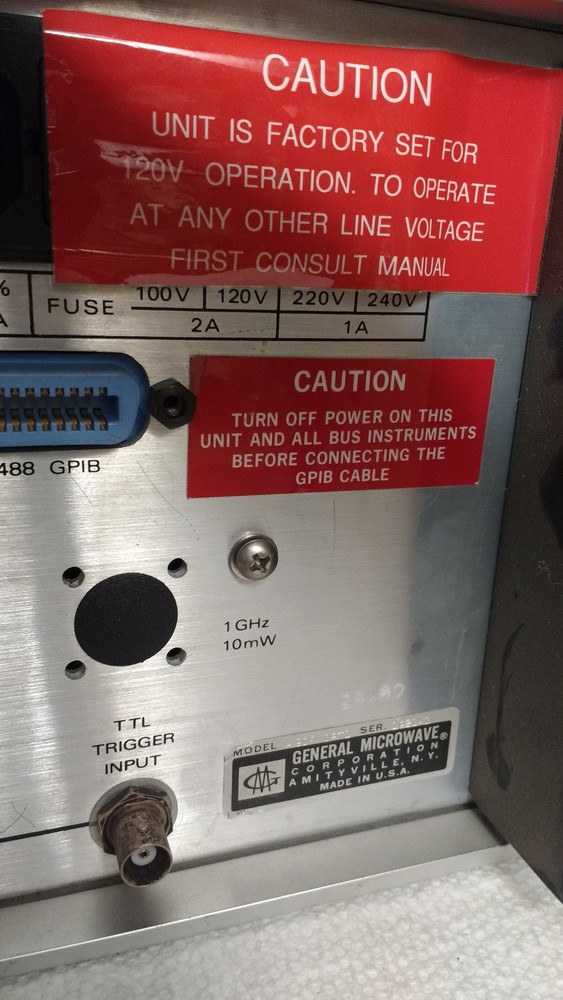 CAUTION
UNIT IS FACTORY SET FOR
120V OPERATION. TO OPERATE
AT ANY OTHER LINE VOLTAGE
FIRST CONSULT MANUAL
%
A
FUSE
100V 120V 220V 240V
2A 1A
CAUTION
TURN OFF POWER ON THIS
UNIT AND ALL BUS INSTRUMENTS
BEFORE CONNECTING THE
GPIB CABLE
488 GPIB
1GHz
10mW
TTL
TRIGGER
INPUT
MODEL SER.
GENERAL MICROWAVE®
CORPORATION
AMITYVILLE, N.Y.
MADE IN U.S.A.